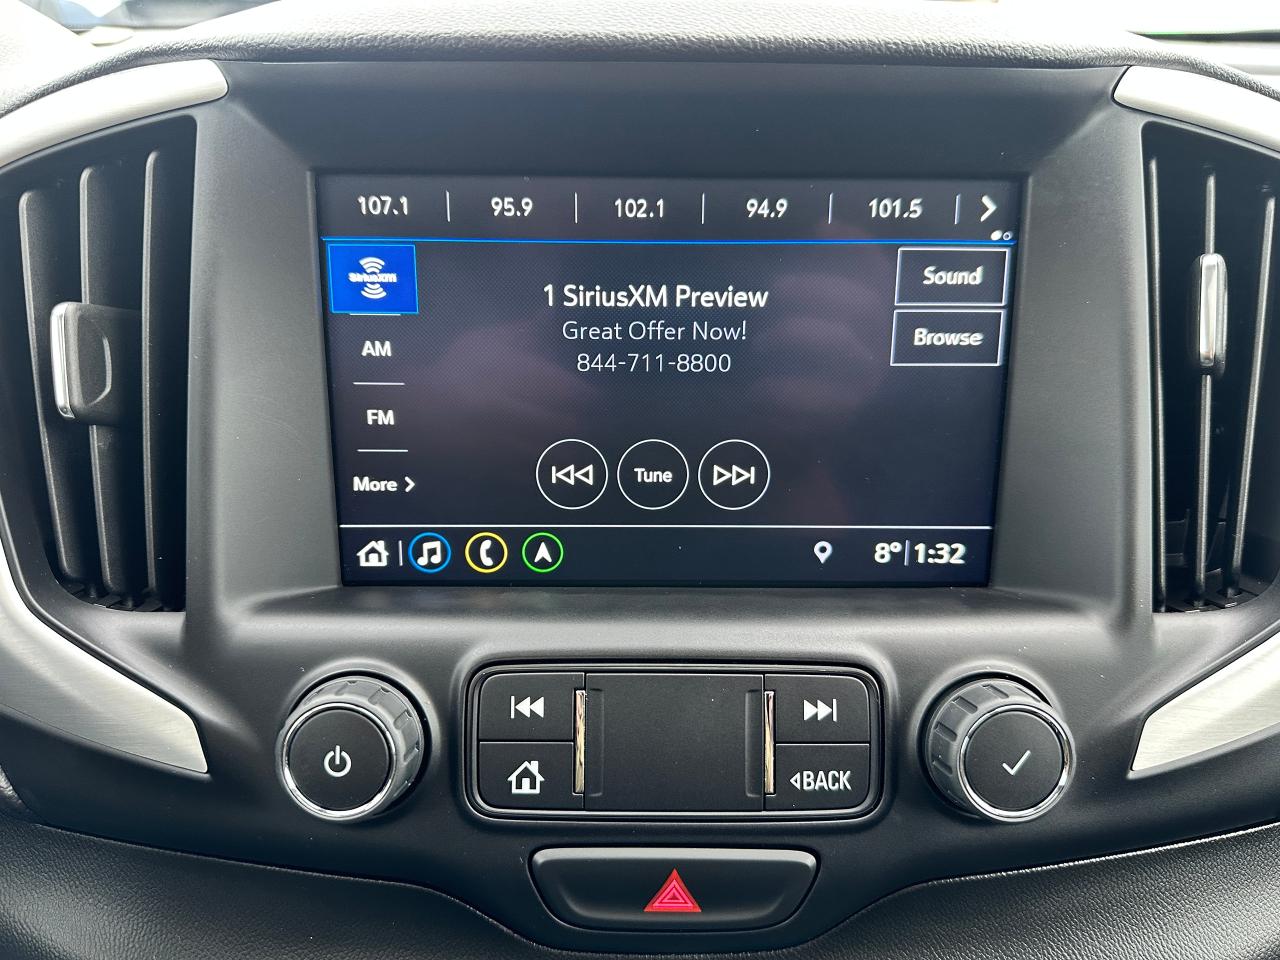 107.1 | 95.9 | 102.1 | 94.9 | 101.5
SiriusXM
Sound
1 SiriusXM Preview
Great Offer Now!
844-711-8800
Browse
AM
FM
More
Tune
8° | 1:32
BACK